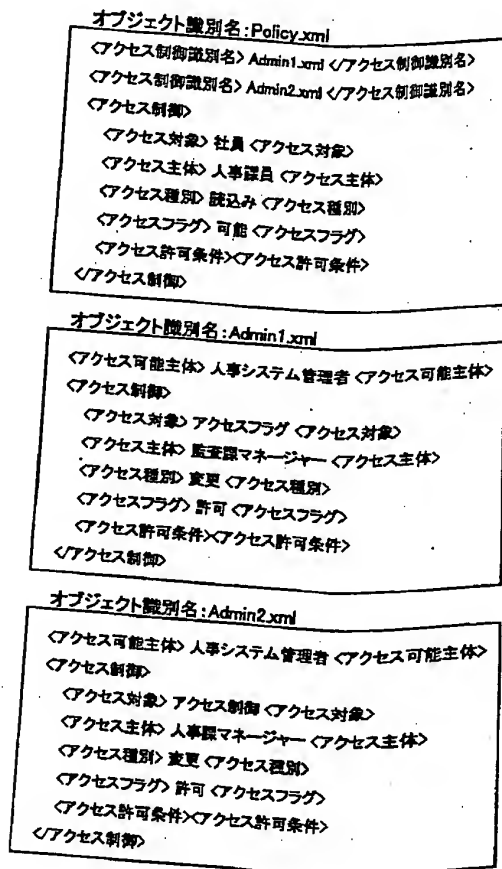 オブジェクト識別名:Policy.xml
<アクセス制御識別名> Admin1.xml </アクセス制御識別名>
<アクセス制御識別名> Admin2.xml </アクセス制御識別名>
<アクセス制御>
<アクセス対象> 社員 <アクセス対象>
<アクセス主体> 人事課員 <アクセス主体>
<アクセス種別> 読込み <アクセス種別>
<アクセスフラグ> 可能 <アクセスフラグ>
<アクセス許可条件><アクセス許可条件>
</アクセス制御>
オブジェクト識別名:Admin1.xml
<アクセス可能主体> 人事システム管理者 <アクセス可能主体>
<アクセス制御>
<アクセス対象> アクセスフラグ <アクセス対象>
<アクセス主体> 監査課マネージャー <アクセス主体>
<アクセス種別> 変更 <アクセス種別>
<アクセスフラグ> 許可 <アクセスフラグ>
<アクセス許可条件><アクセス許可条件>
</アクセス制御>
オブジェクト識別名:Admin2.xml
<アクセス可能主体> 人事システム管理者 <アクセス可能主体>
<アクセス制御>
<アクセス対象> アクセス制御 <アクセス対象>
<アクセス主体> 人事課マネージャー <アクセス主体>
<アクセス種別> 変更 <アクセス種別>
<アクセスフラグ> 許可 <アクセスフラグ>
<アクセス許可条件><アクセス許可条件>
</アクセス制御>